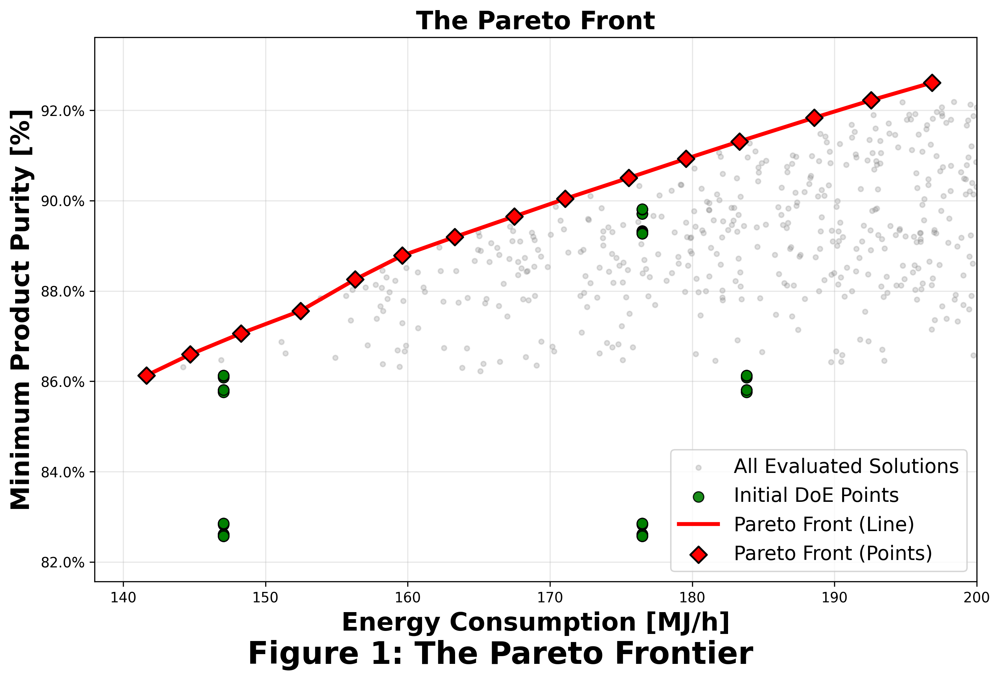 The Pareto Front
Minimum Product Purity [%]
92.0%
90.0%
88.0%
86.0%
84.0%
82.0%
All Evaluated Solutions
Initial DoE Points
Pareto Front (Line)
Pareto Front (Points)
140 150 160 170 180 190 200
Energy Consumption [MJ/h]
Figure 1: The Pareto Frontier